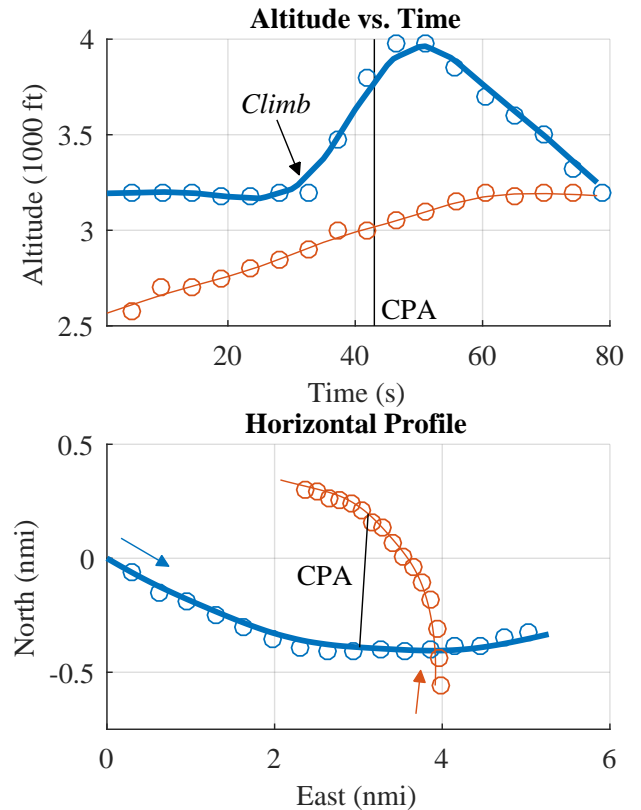 Altitude vs. Time
4
3.5
3
2.5
Altitude (1000 ft)
Climb
CPA
20
40
60
80
Time (s)
Horizontal Profile
0.5
0
-0.5
North (nmi)
CPA
0
2
4
6
East (nmi)